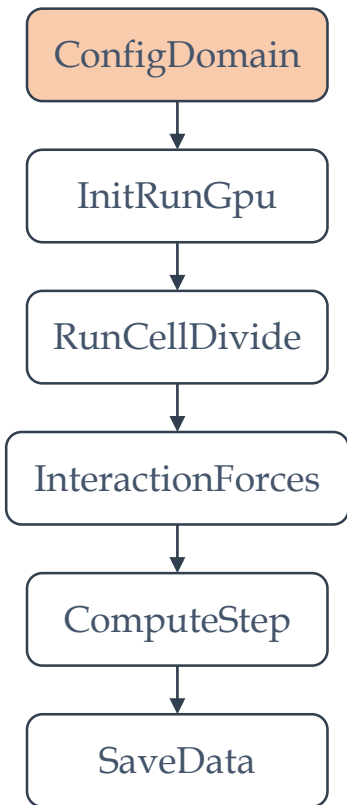 ConfigDomain
InitRunGpu
RunCellDivide
InteractionForces
ComputeStep
SaveData